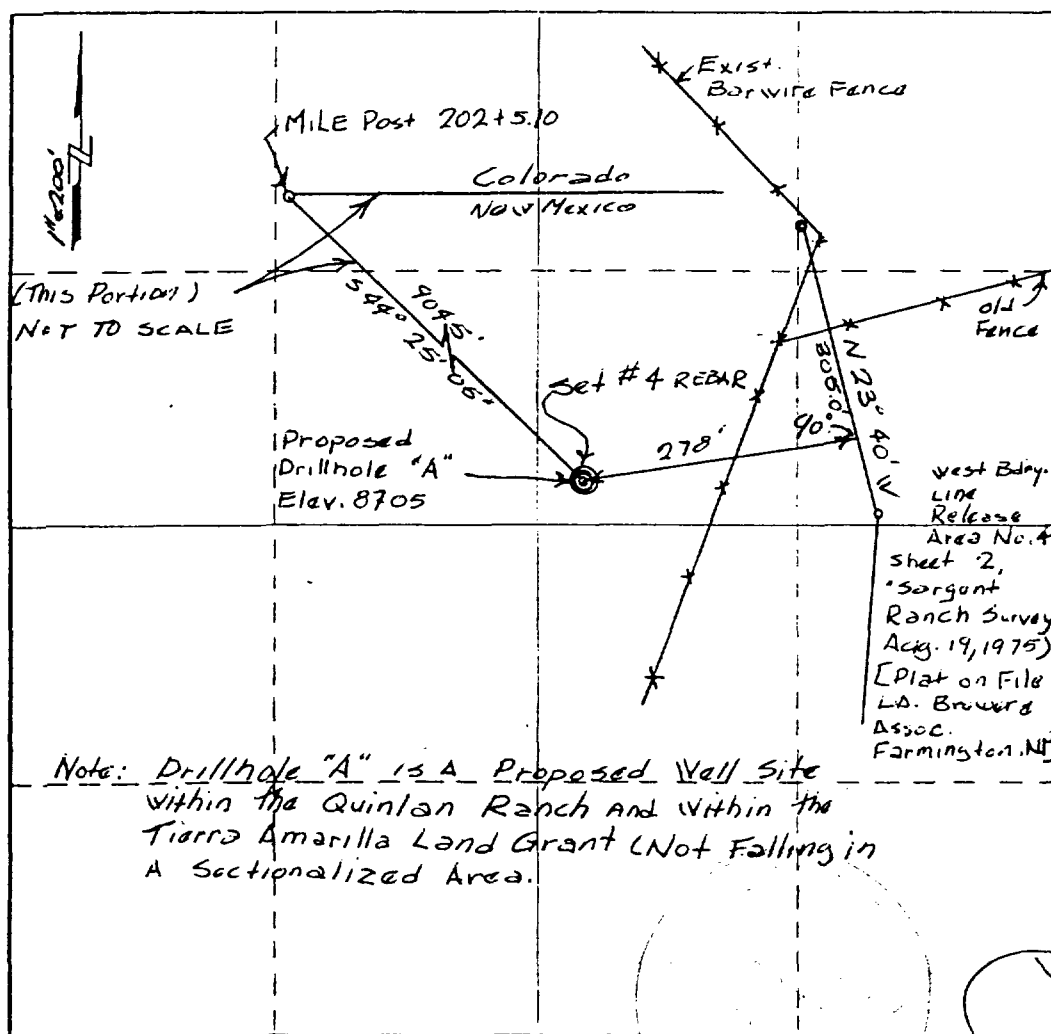 Exist.
Barwire Fence
MILE Post 202+5.10
Colorado
New Mexico
1"=200'
(This Portion)
NOT TO SCALE
9045'
S44° 25' 06"
Set #4 REBAR
old
Fence
N 23° 40' W
3060.0'
90°
278'
Proposed
Drillhole "A"
Elev. 8705
West Bdry.
Line
Release
Area No. 4
Sheet 2,
"Sargent
Ranch Survey
Aug. 19, 1975)
[Plat on File
L.A. Brewer
Assoc.
Farmington, NM
Note: Drillhole "A" is A Proposed Well Site
within the Quinlan Ranch And within the
Tierra Amarilla Land Grant (Not Falling in
A Sectionalized Area.